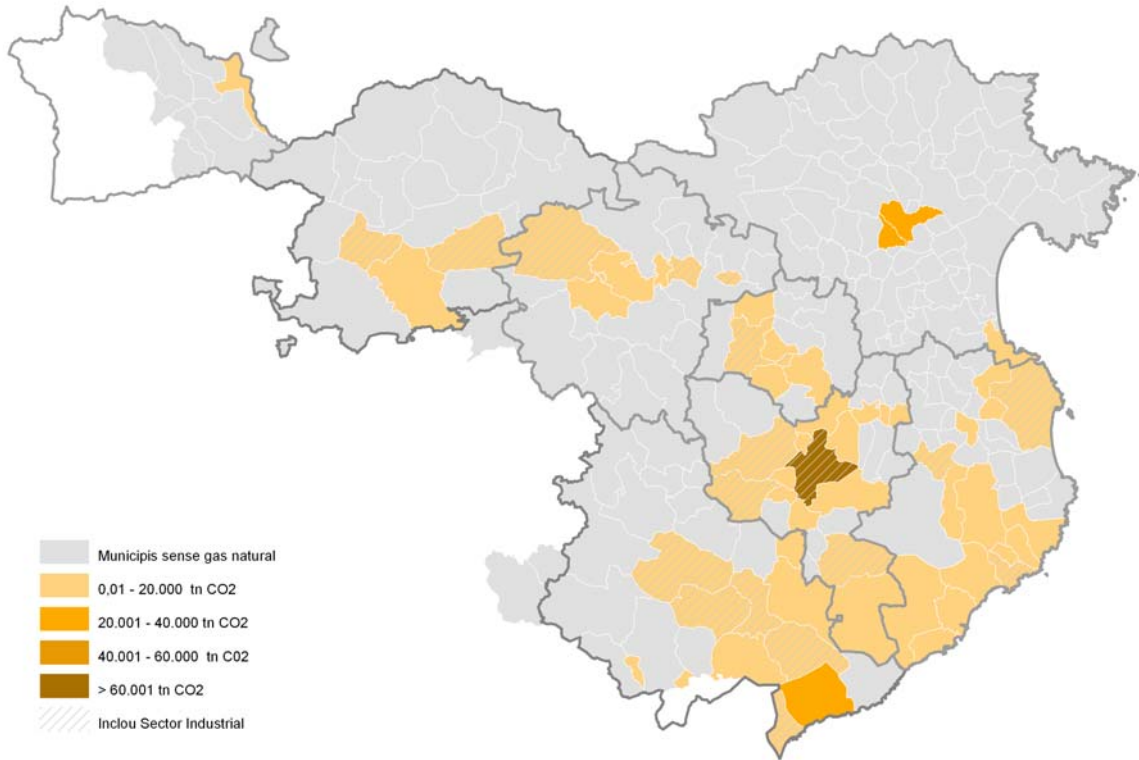 Municipis sense gas natural
0,01 - 20.000 tn CO2
20.001 - 40.000 tn CO2
40.001 - 60.000 tn C02
> 60.001 tn CO2
Inclou Sector Industrial